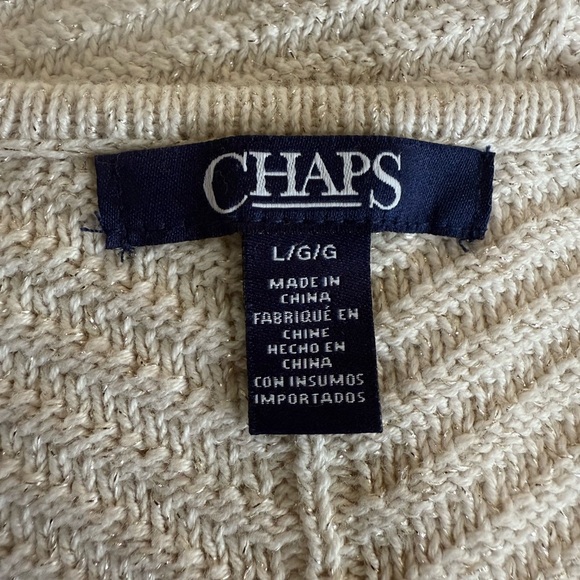 CHAPS
L/G/G
MADE IN
CHINA
FABRIQUÉ EN
CHINE
HECHO EN
CHINA
CON INSUMOS
IMPORTADOS